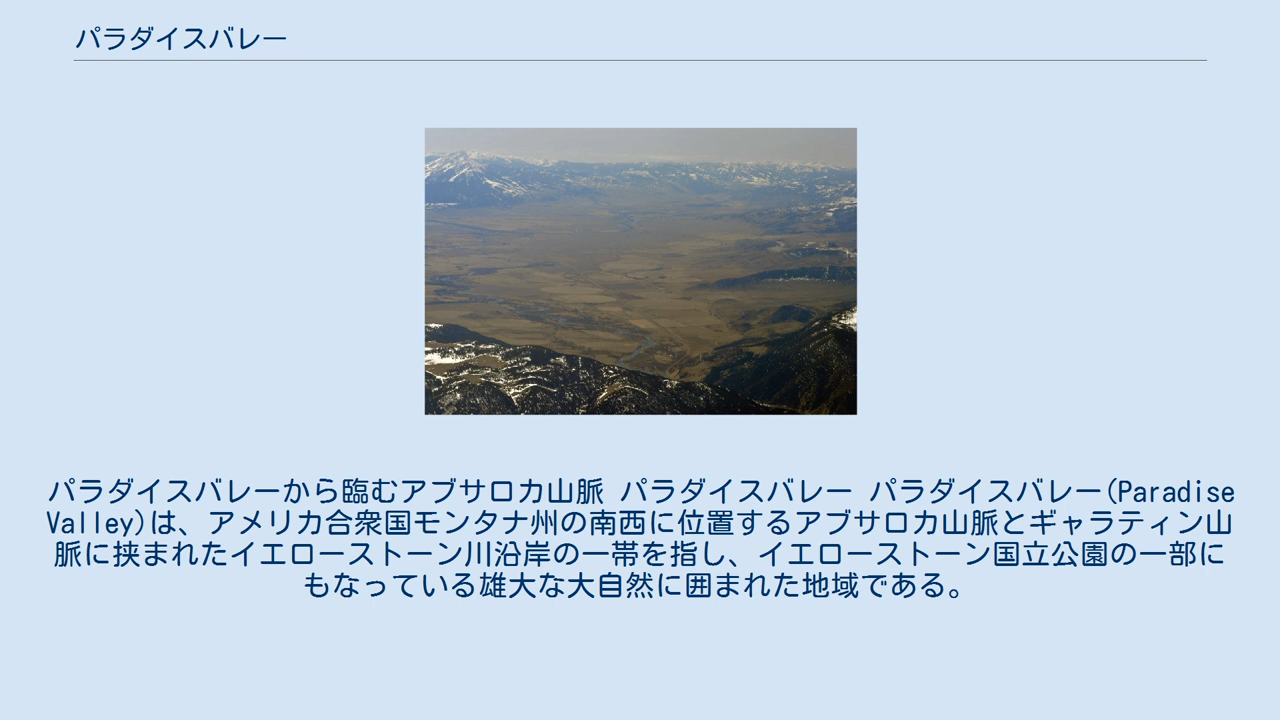 パラダイスバレー
パラダイスバレーから臨むアブサロカ山脈 パラダイスバレー パラダイスバレー(Paradise
Valley)は、アメリカ合衆国モンタナ州の南西に位置するアブサロカ山脈とギャラティン山
脈に挟まれたイエローストーン川沿岸の一帯を指し、イエローストーン国立公園の一部に
もなっている雄大な大自然に囲まれた地域である。